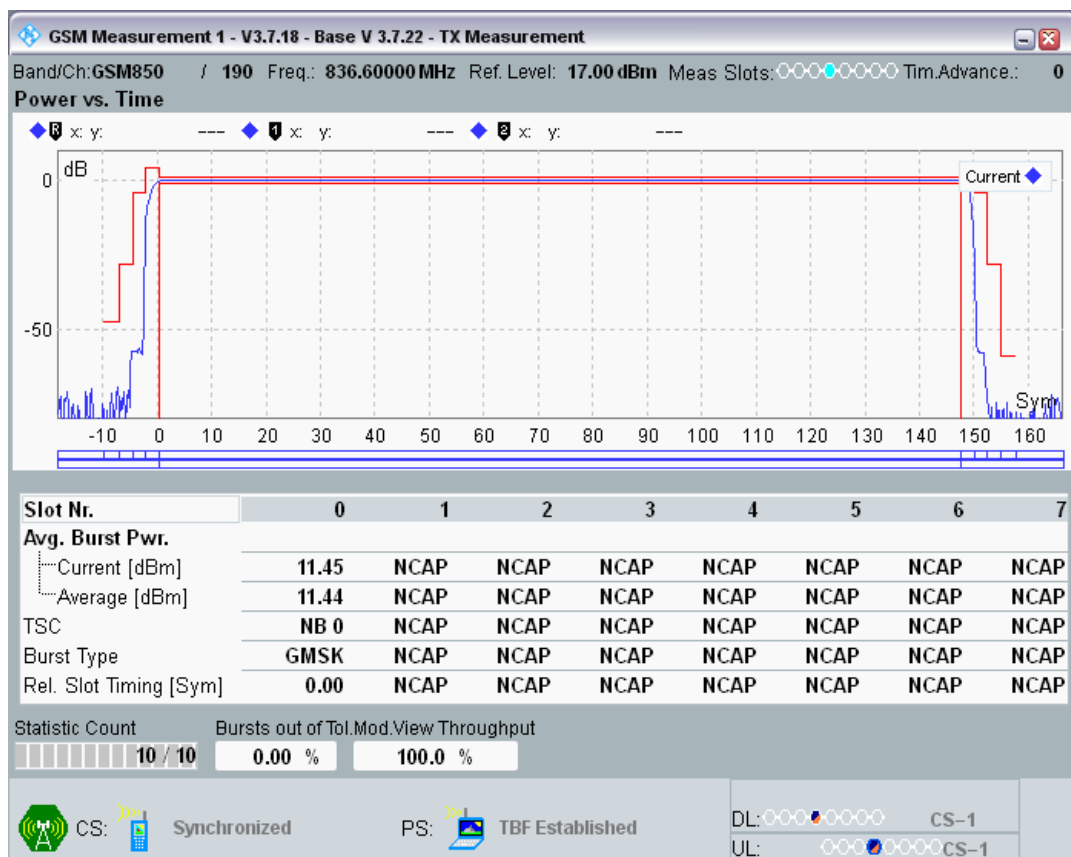 GSM Measurement 1 - V3.7.18 - Base V 3.7.22 - TX Measurement
Band/Ch:GSM850 / 190 Freq.: 836.60000 MHz Ref. Level: 17.00 dBm Meas Slots: Tim.Advance.: 0
Power vs. Time
R x: y: --- 1 x: y: --- 2 x: y: ---
dB
Current
0
-50
Sym
-10 0 10 20 30 40 50 60 70 80 90 100 110 120 130 140 150 160
Slot Nr. 0 1 2 3 4 5 6 7
Avg. Burst Pwr.
Current [dBm] 11.45 NCAP NCAP NCAP NCAP NCAP NCAP NCAP
Average [dBm] 11.44 NCAP NCAP NCAP NCAP NCAP NCAP NCAP
TSC NB 0 NCAP NCAP NCAP NCAP NCAP NCAP NCAP
Burst Type GMSK NCAP NCAP NCAP NCAP NCAP NCAP NCAP
Rel. Slot Timing [Sym] 0.00 NCAP NCAP NCAP NCAP NCAP NCAP NCAP
Statistic Count Bursts out of Tol. Mod.View Throughput
10 / 10 0.00 % 100.0 %
CS: Synchronized PS: TBF Established
DL: CS-1
UL: CS-1